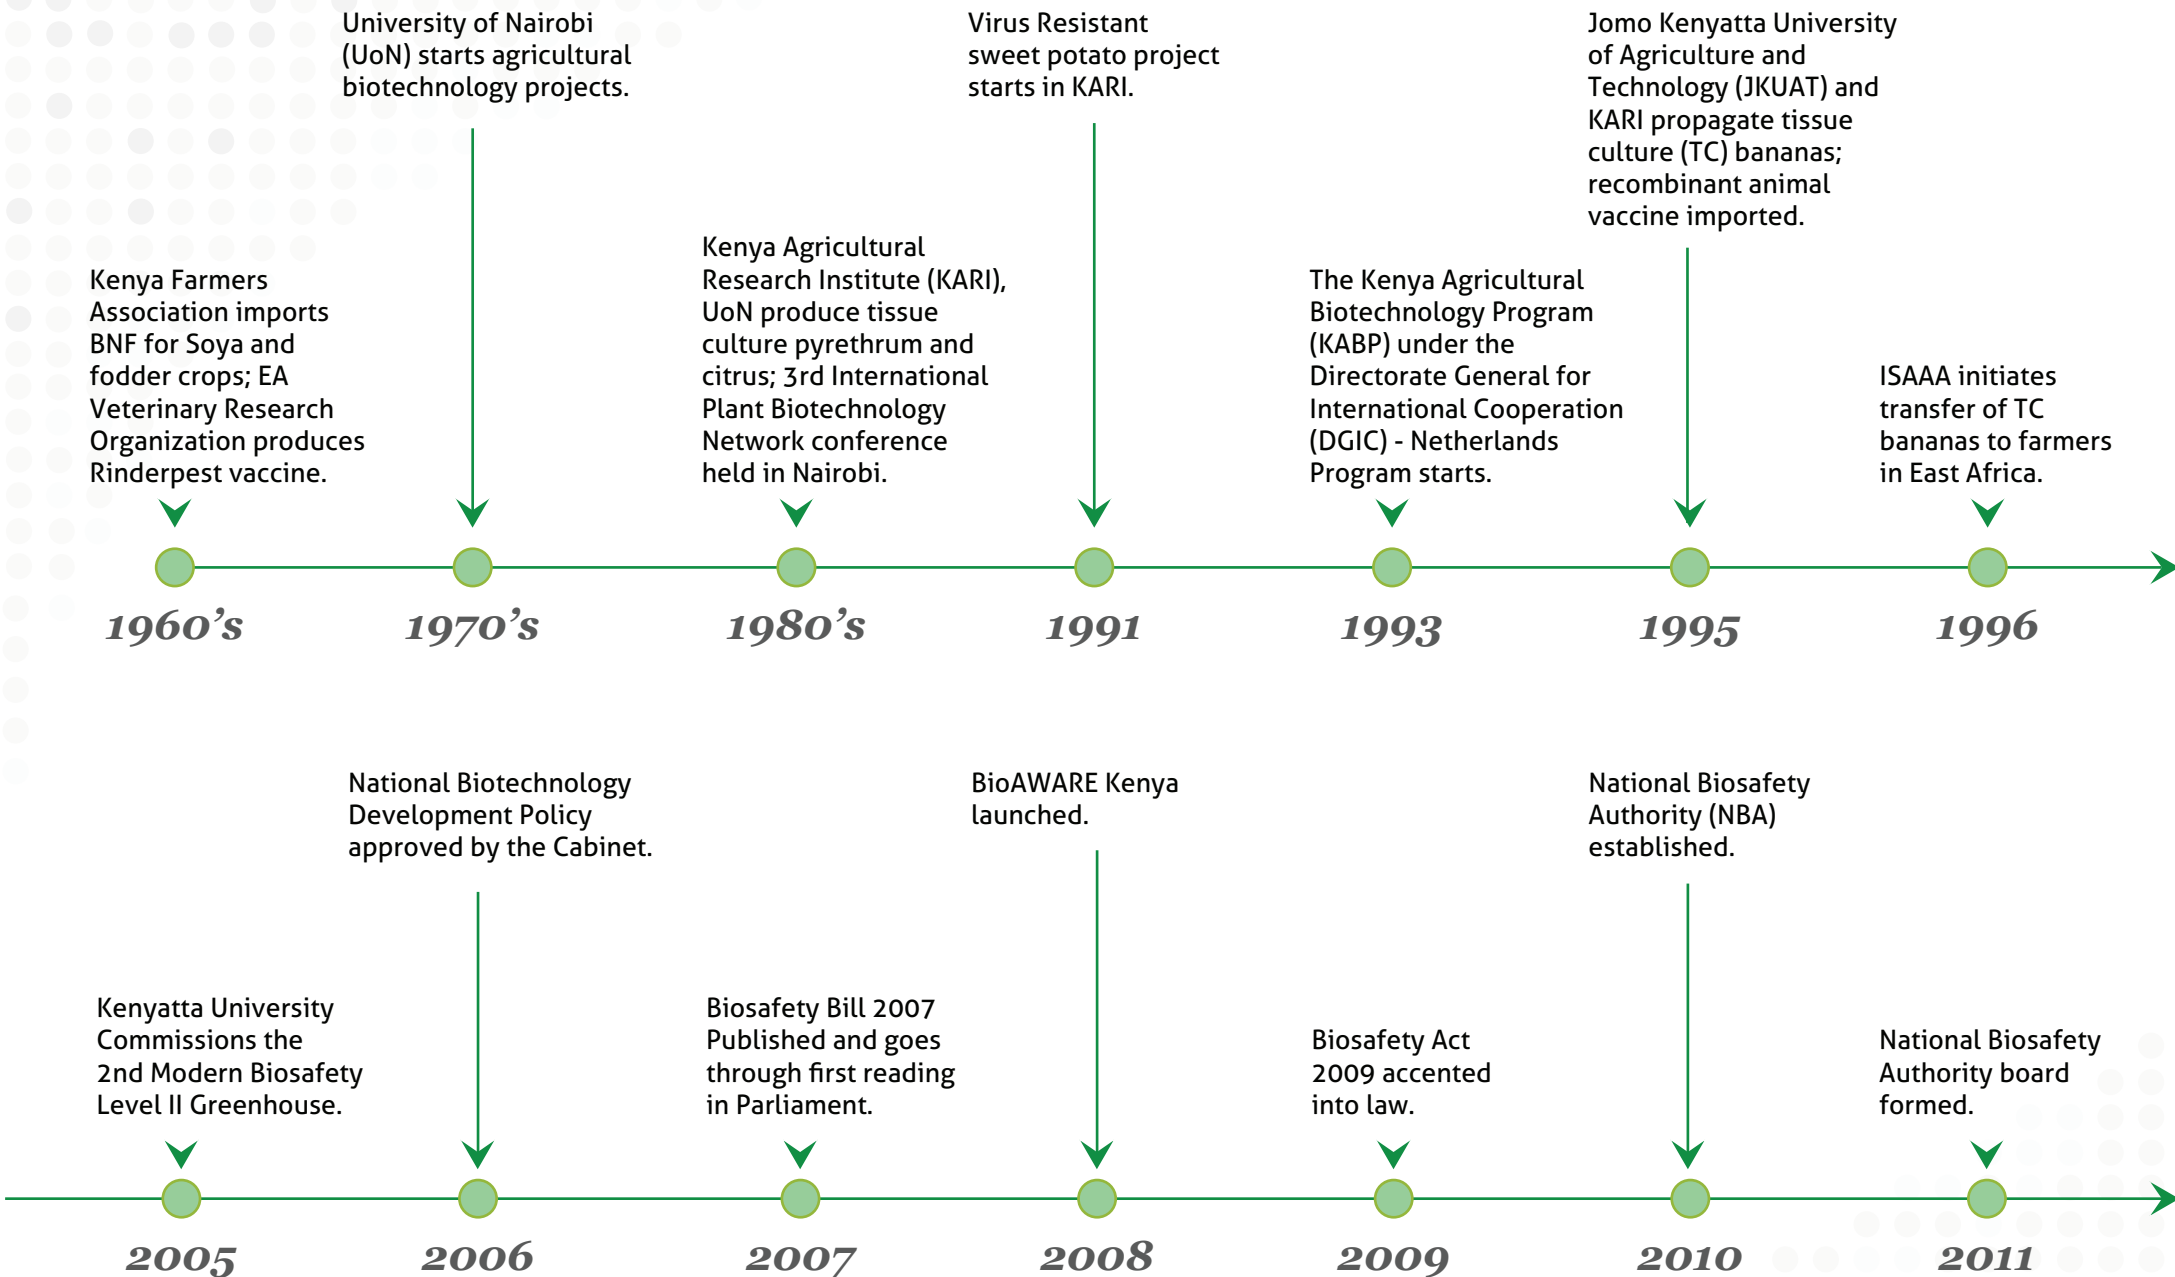 University of Nairobi
(UoN) starts agricultural
biotechnology projects.
Virus Resistant
sweet potato project
starts in KARI.
Jomo Kenyatta University
of Agriculture and
Technology (JKUAT) and
KARI propagate tissue
culture (TC) bananas;
recombinant animal
vaccine imported.
Kenya Farmers
Association imports
BNF for Soya and
fodder crops; EA
Veterinary Research
Organization produces
Rinderpest vaccine.
Kenya Agricultural
Research Institute (KARI),
UoN produce tissue
culture pyrethrum and
citrus; 3rd International
Plant Biotechnology
Network conference
held in Nairobi.
The Kenya Agricultural
Biotechnology Program
(KABP) under the
Directorate General for
International Cooperation
(DGIC) - Netherlands
Program starts.
ISAAA initiates
transfer of TC
bananas to farmers
in East Africa.
1960's
1970's
1980's
1991
1993
1995
1996
National Biotechnology
Development Policy
approved by the Cabinet.
BioAWARE Kenya
launched.
National Biosafety
Authority (NBA)
established.
Kenyatta University
Commissions the
2nd Modern Biosafety
Level II Greenhouse.
Biosafety Bill 2007
Published and goes
through first reading
in Parliament.
Biosafety Act
2009 accented
into law.
National Biosafety
Authority board
formed.
2005
2006
2007
2008
2009
2010
2011